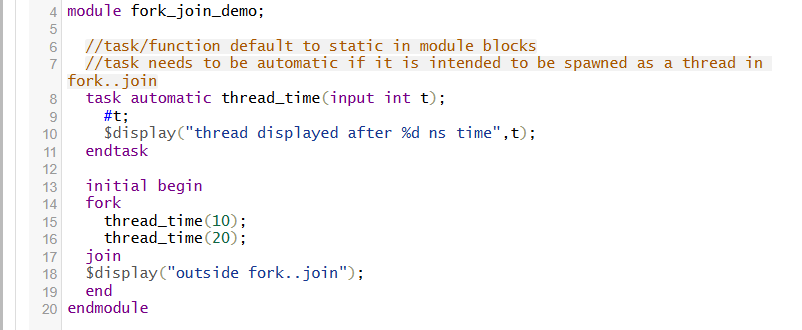 4 module fork_join_demo;
5
6 //task/function default to static in module blocks
7 //task needs to be automatic if it is intended to be spawned as a thread in
fork..join
8 task automatic thread_time(input int t);
9 #t;
10 $display("thread displayed after %d ns time",t);
11 endtask
12
13 initial begin
14 fork
15 thread_time(10);
16 thread_time(20);
17 join
18 $display("outside fork..join");
19 end
20 endmodule